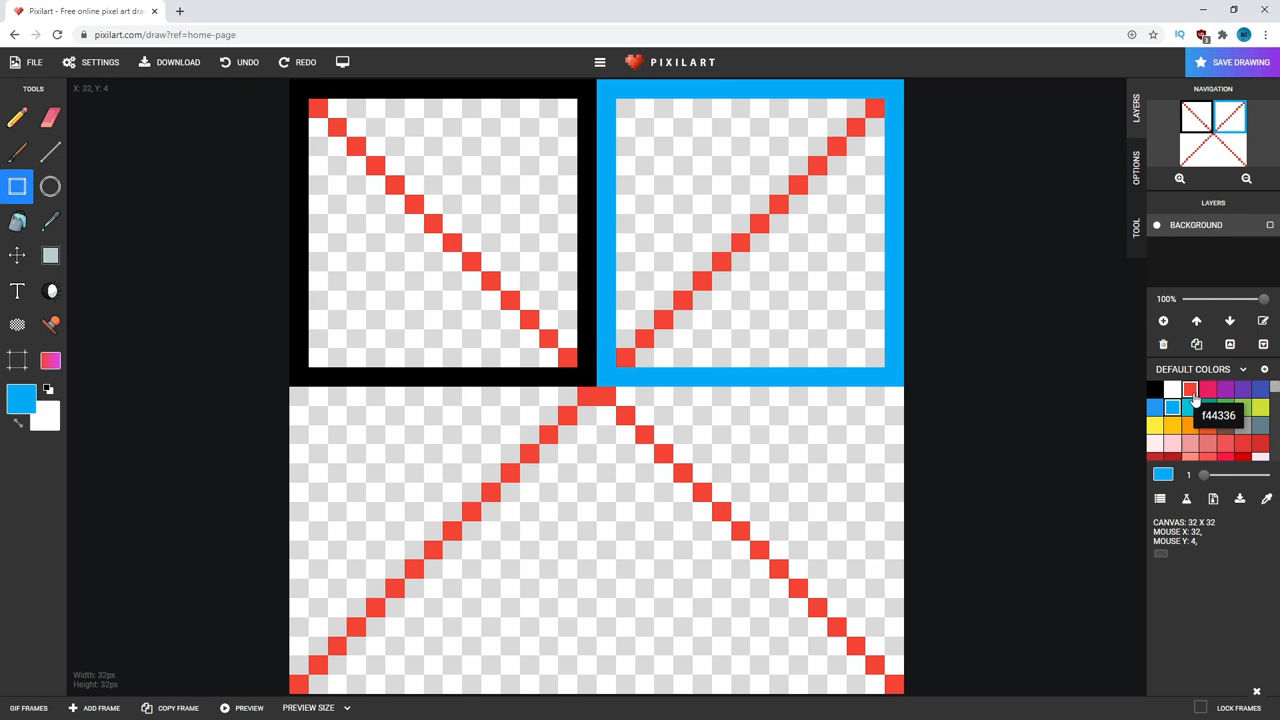 Pixilart - Free online pixel art dra
pixilart.com/draw?ref=home-page
IQ
3
FILE
SETTINGS
DOWNLOAD
UNDO
REDO
PIXILART
SAVE DRAWING
TOOLS
X: 32, Y: 4
LAYERS
OPTIONS
TOOL
NAVIGATION
LAYERS
BACKGROUND
100%
DEFAULT COLORS
f44336
1
CANVAS: 32 X 32
MOUSE X: 32,
MOUSE Y: 4,
Width: 32px
Height: 32px
GIF FRAMES
ADD FRAME
COPY FRAME
PREVIEW
PREVIEW SIZE
LOCK FRAMES